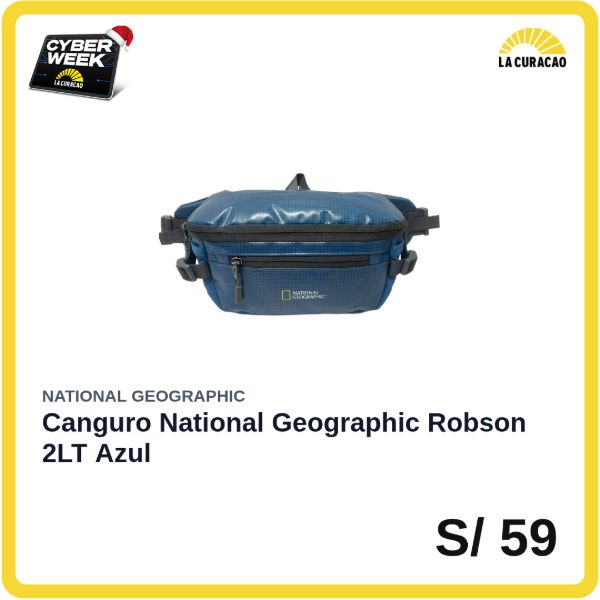 CYBER
WEEK
LA CURACAO
LA CURACAO
NATIONAL
GEOGRAPHIC
NATIONAL GEOGRAPHIC
Canguro National Geographic Robson
2LT Azul
S/ 59